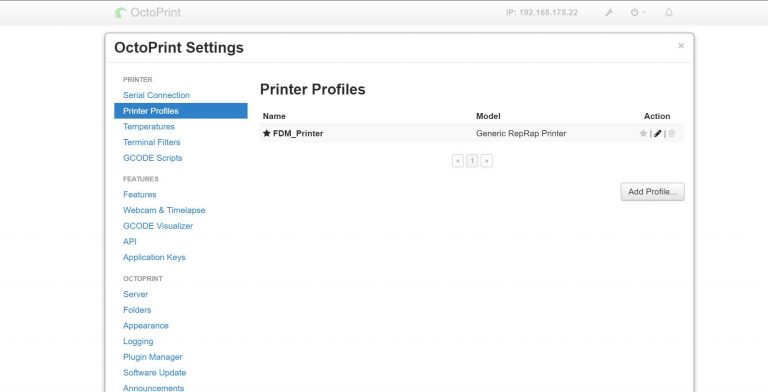 OctoPrint
IP: 192.168.178.22
OctoPrint Settings
×
PRINTER
Serial Connection
Printer Profiles
Temperatures
Terminal Filters
GCODE Scripts
FEATURES
Features
Webcam & Timelapse
GCODE Visualizer
API
Application Keys
OCTOPRINT
Server
Folders
Appearance
Logging
Plugin Manager
Software Update
Announcements
Printer Profiles
Name Model Action
FDM_Printer Generic RepRap Printer | |
« 1 »
Add Profile...